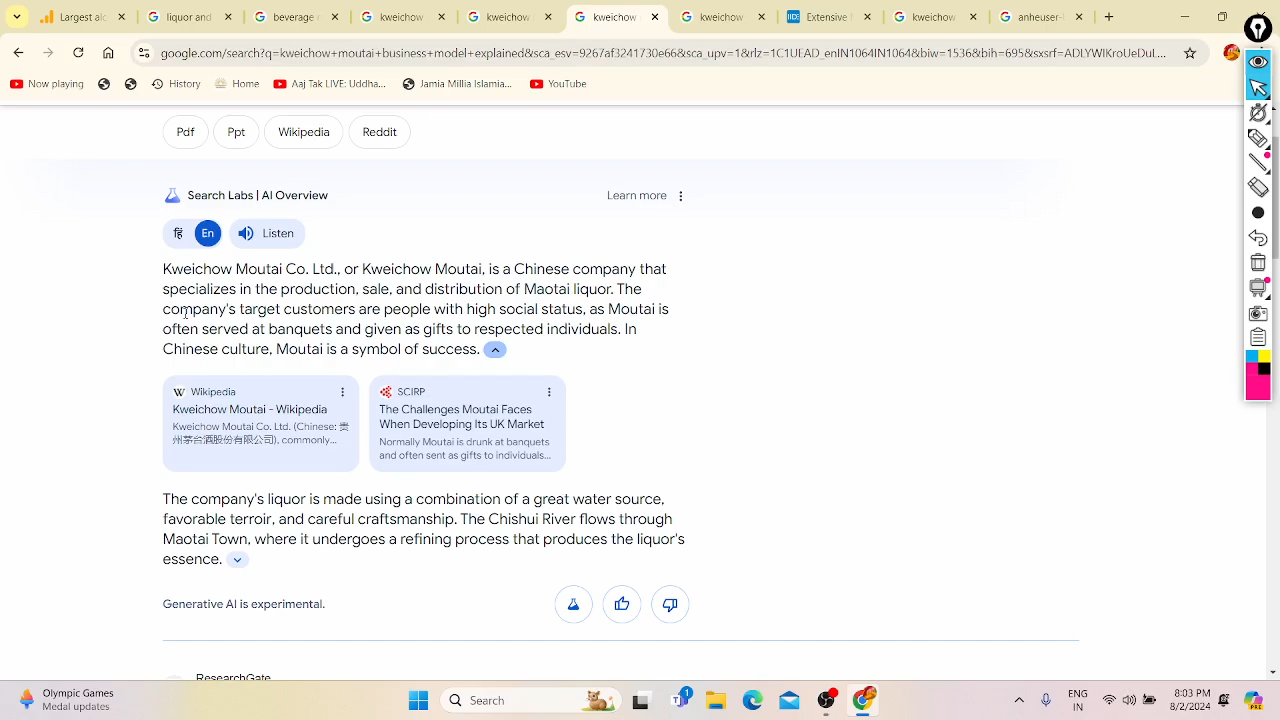 Largest alc
liquor and
beverage
kweichow
kweichow
kweichow
kweichow
Extensive
kweichow
anheuser-
google.com/search?q=kweichow+moutai+business+model+explained&sca_esv=9267af3241730e66&sca_upv=1&rlz=1C1UEAD_enIN1064IN1064&biw=1536&bih=695&sxsrf=ADLYWIKroUeDuU...
Now playing
History
Home
Aaj Tak LIVE: Uddha...
Jamia Millia Islamia...
YouTube
Pdf
Ppt
Wikipedia
Reddit
Search Labs | AI Overview
Learn more
हि
En
Listen
Kweichow Moutai Co. Ltd., or Kweichow Moutai, is a Chinese company that
specializes in the production, sale, and distribution of Maotai liquor. The
company's target customers are people with high social status, as Moutai is
often served at banquets and given as gifts to respected individuals. In
Chinese culture, Moutai is a symbol of success.
Wikipedia
Kweichow Moutai - Wikipedia
Kweichow Moutai Co. Ltd. (Chinese: 贵
州茅台酒股份有限公司), commonly...
SCIRP
The Challenges Moutai Faces
When Developing Its UK Market
Normally Moutai is drunk at banquets
and often sent as gifts to individuals...
The company's liquor is made using a combination of a great water source,
favorable terroir, and careful craftsmanship. The Chishui River flows through
Maotai Town, where it undergoes a refining process that produces the liquor's
essence.
Generative AI is experimental.
ResearchGate
Olympic Games
Medal updates
Search
1
ENG
IN
8:03 PM
8/2/2024